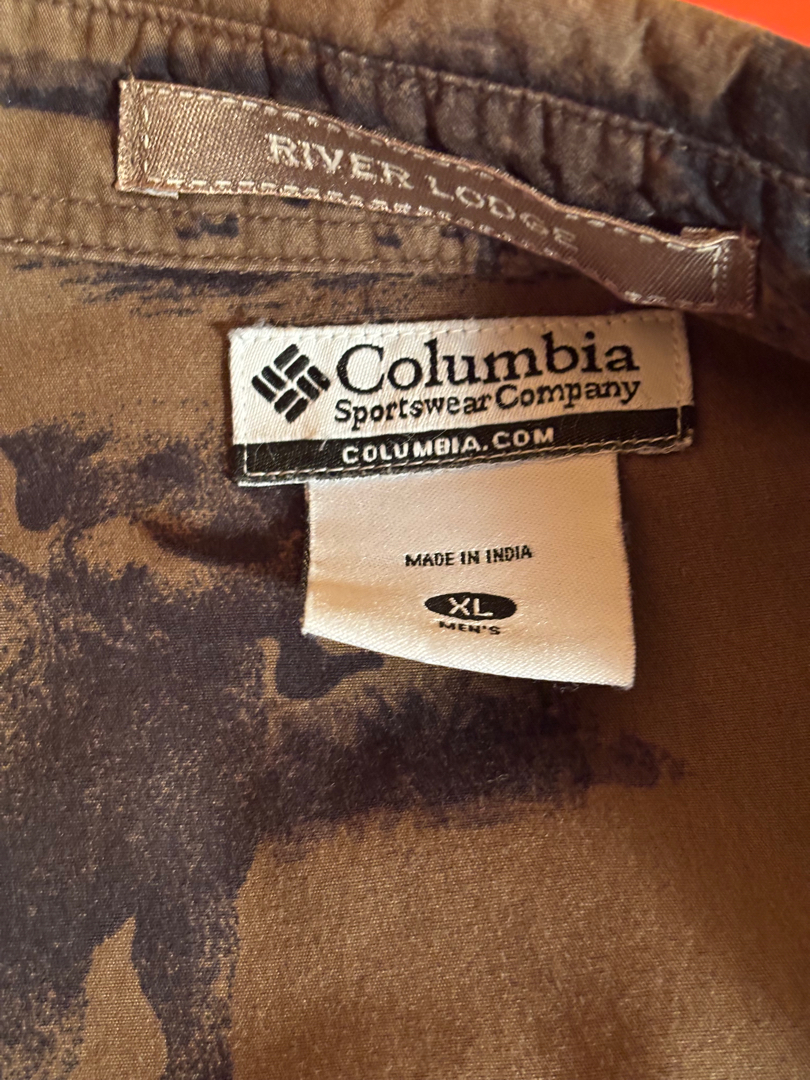 RIVER LODGE
Columbia
Sportswear Company
COLUMBIA.COM
MADE IN INDIA
XL
MEN'S